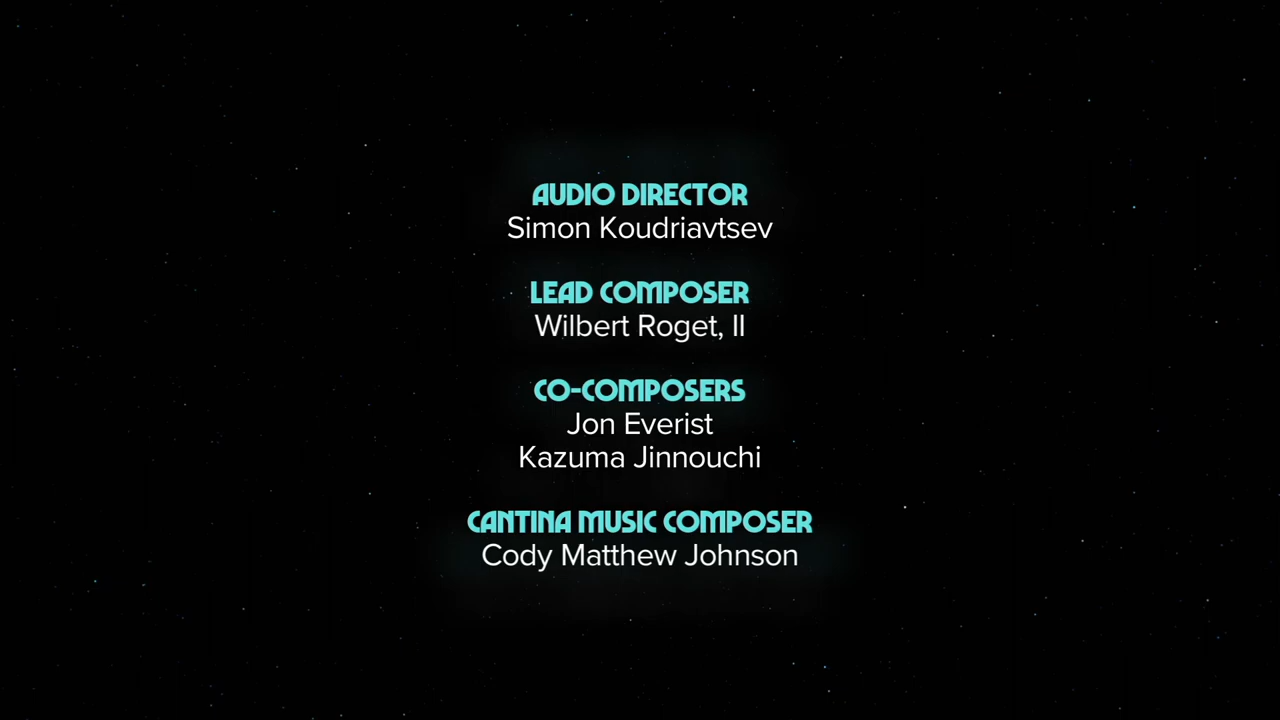 AUDIO DIRECTOR
Simon Koudriavtsev
LEAD COMPOSER
Wilbert Roget, II
CO-COMPOSERS
Jon Everist
Kazuma Jinnouchi
CANTINA MUSIC COMPOSER
Cody Matthew Johnson